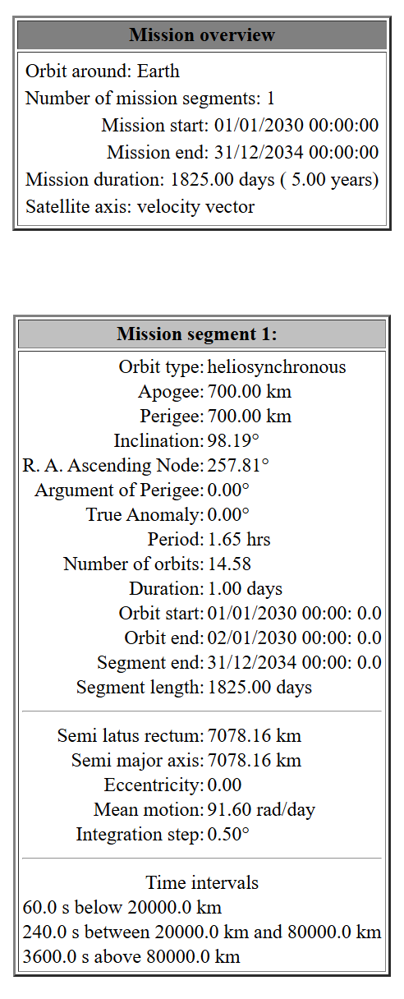 Mission overview
Orbit around: Earth
Number of mission segments: 1
Mission start: 01/01/2030 00:00:00
Mission end: 31/12/2034 00:00:00
Mission duration: 1825.00 days ( 5.00 years)
Satellite axis: velocity vector
Mission segment 1:
Orbit type: heliosynchronous
Apogee: 700.00 km
Perigee: 700.00 km
Inclination: 98.19°
R. A. Ascending Node: 257.81°
Argument of Perigee: 0.00°
True Anomaly: 0.00°
Period: 1.65 hrs
Number of orbits: 14.58
Duration: 1.00 days
Orbit start: 01/01/2030 00:00: 0.0
Orbit end: 02/01/2030 00:00: 0.0
Segment end: 31/12/2034 00:00: 0.0
Segment length: 1825.00 days
Semi latus rectum: 7078.16 km
Semi major axis: 7078.16 km
Eccentricity: 0.00
Mean motion: 91.60 rad/day
Integration step: 0.50°
Time intervals
60.0 s below 20000.0 km
240.0 s between 20000.0 km and 80000.0 km
3600.0 s above 80000.0 km